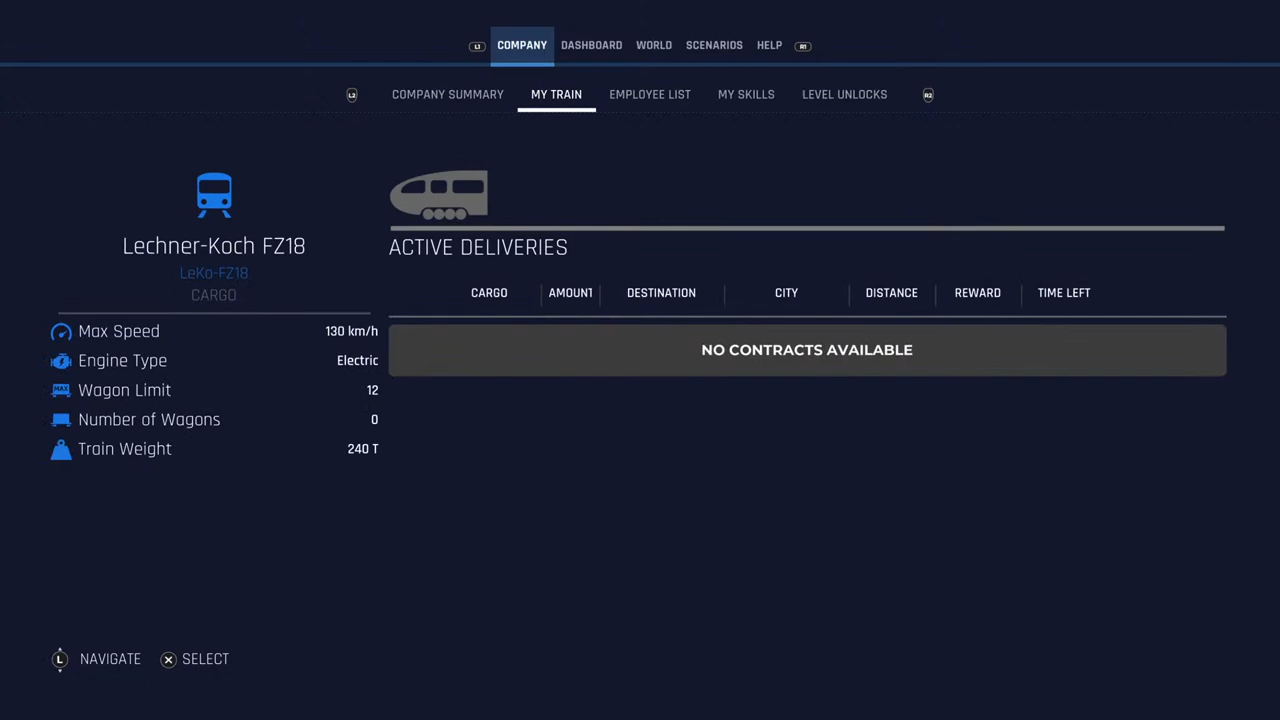 L1 COMPANY DASHBOARD WORLD SCENARIOS HELP R1
L2 COMPANY SUMMARY MY TRAIN EMPLOYEE LIST MY SKILLS LEVEL UNLOCKS R2
Lechner-Koch FZ18
LeKo-FZ18
CARGO
Max Speed 130 km/h
Engine Type Electric
MAX Wagon Limit 12
Number of Wagons 0
Train Weight 240 T
ACTIVE DELIVERIES
CARGO AMOUNT DESTINATION CITY DISTANCE REWARD TIME LEFT
NO CONTRACTS AVAILABLE
L NAVIGATE X SELECT